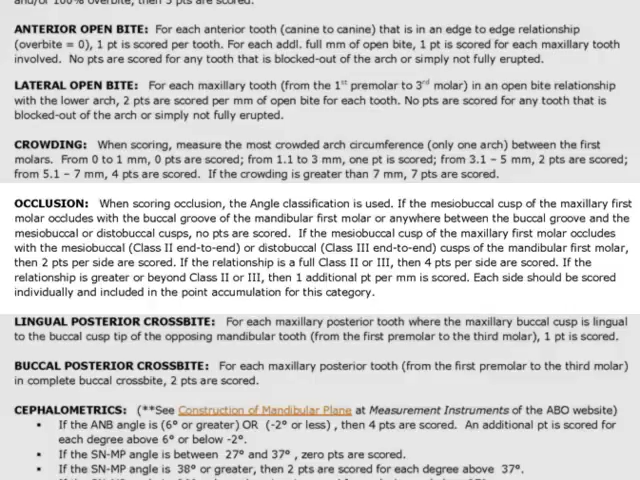 and/or 100% overbite, then 5 pts are scored.
ANTERIOR OPEN BITE: For each anterior tooth (canine to canine) that is in an edge to edge relationship
(overbite = 0), 1 pt is scored per tooth. For each addl. full mm of open bite, 1 pt is scored for each maxillary tooth
involved. No pts are scored for any tooth that is blocked-out of the arch or simply not fully erupted.
LATERAL OPEN BITE: For each maxillary tooth (from the 1st premolar to 3rd molar) in an open bite relationship
with the lower arch, 2 pts are scored per mm of open bite for each tooth. No pts are scored for any tooth that is
blocked-out of the arch or simply not fully erupted.
CROWDING: When scoring, measure the most crowded arch circumference (only one arch) between the first
molars. From 0 to 1 mm, 0 pts are scored; from 1.1 to 3 mm, one pt is scored; from 3.1 – 5 mm, 2 pts are scored;
from 5.1 – 7 mm, 4 pts are scored. If the crowding is greater than 7 mm, 7 pts are scored.
OCCLUSION: When scoring occlusion, the Angle classification is used. If the mesiobuccal cusp of the maxillary first
molar occludes with the buccal groove of the mandibular first molar or anywhere between the buccal groove and the
mesiobuccal or distobuccal cusps, no pts are scored. If the mesiobuccal cusp of the maxillary first molar occludes
with the mesiobuccal (Class II end-to-end) or distobuccal (Class III end-to-end) cusps of the mandibular first molar,
then 2 pts per side are scored. If the relationship is a full Class II or III, then 4 pts per side are scored. If the
relationship is greater or beyond Class II or III, then 1 additional pt per mm is scored. Each side should be scored
individually and included in the point accumulation for this category.
LINGUAL POSTERIOR CROSSBITE: For each maxillary posterior tooth where the maxillary buccal cusp is lingual
to the buccal cusp tip of the opposing mandibular tooth (from the first premolar to the third molar), 1 pt is scored.
BUCCAL POSTERIOR CROSSBITE: For each maxillary posterior tooth (from the first premolar to the third molar)
in complete buccal crossbite, 2 pts are scored.
CEPHALOMETRICS: (**See Construction of Mandibular Plane at Measurement Instruments of the ABO website)
▪ If the ANB angle is (6° or greater) OR (-2° or less) , then 4 pts are scored. An additional pt is scored for
each degree above 6° or below -2°.
▪ If the SN-MP angle is between 27° and 37° , zero pts are scored.
▪ If the SN-MP angle is 38° or greater, then 2 pts are scored for each degree above 37°.